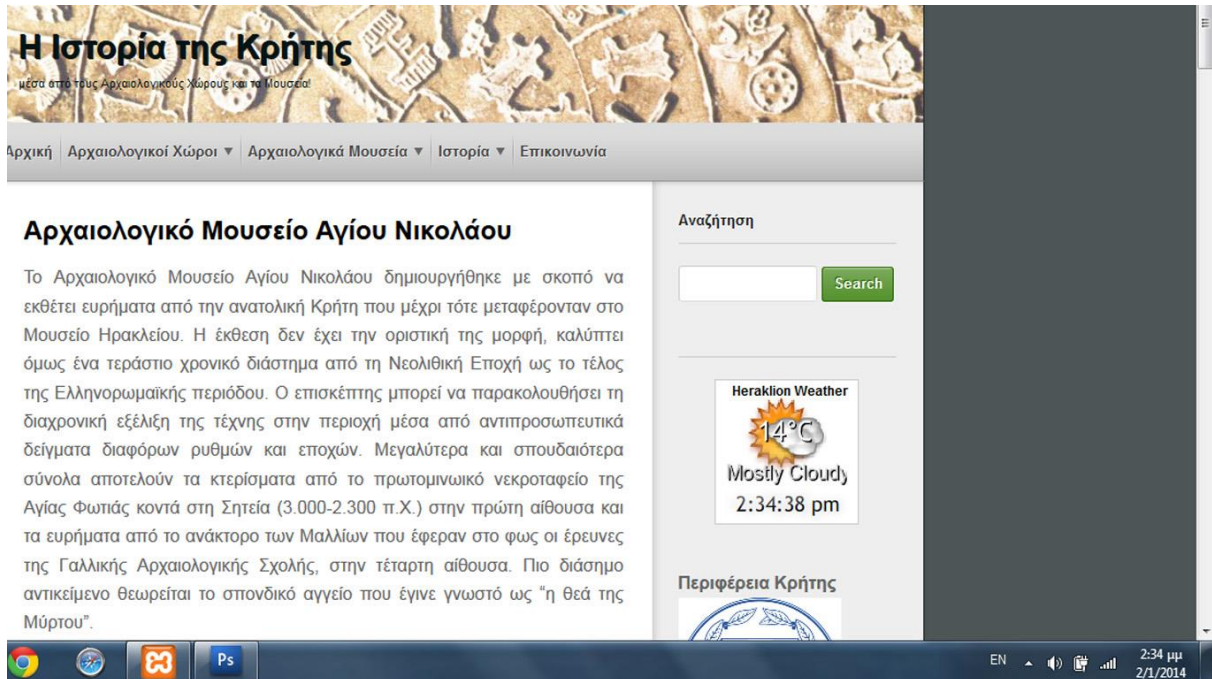 Η Ιστορία της Κρήτης
μέσα από τους Αρχαιολογικούς Χώρους και τα Μουσεία!
Αρχική Αρχαιολογικοί Χώροι ▼ Αρχαιολογικά Μουσεία ▼ Ιστορία ▼ Επικοινωνία
Αρχαιολογικό Μουσείο Αγίου Νικολάου
Το Αρχαιολογικό Μουσείο Αγίου Νικολάου δημιουργήθηκε με σκοπό να
εκθέτει ευρήματα από την ανατολική Κρήτη που μέχρι τότε μεταφέρονταν στο
Μουσείο Ηρακλείου. Η έκθεση δεν έχει την οριστική της μορφή, καλύπτει
όμως ένα τεράστιο χρονικό διάστημα από τη Νεολιθική Εποχή ως το τέλος
της Ελληνορωμαϊκής περιόδου. Ο επισκέπτης μπορεί να παρακολουθήσει τη
διαχρονική εξέλιξη της τέχνης στην περιοχή μέσα από αντιπροσωπευτικά
δείγματα διαφόρων ρυθμών και εποχών. Μεγαλύτερα και σπουδαιότερα
σύνολα αποτελούν τα κτερίσματα από το πρωτομινωικό νεκροταφείο της
Αγίας Φωτιάς κοντά στη Σητεία (3.000-2.300 π.Χ.) στην πρώτη αίθουσα και
τα ευρήματα από το ανάκτορο των Μαλλίων που έφεραν στο φως οι έρευνες
της Γαλλικής Αρχαιολογικής Σχολής, στην τέταρτη αίθουσα. Πιο διάσημο
αντικείμενο θεωρείται το σπονδικό αγγείο που έγινε γνωστό ως "η θεά της
Μύρτου".
Αναζήτηση
Search
Heraklion Weather
14°C
Mostly Cloudy
2:34:38 pm
Περιφέρεια Κρήτης
Ps
EN
2:34 μμ
2/1/2014